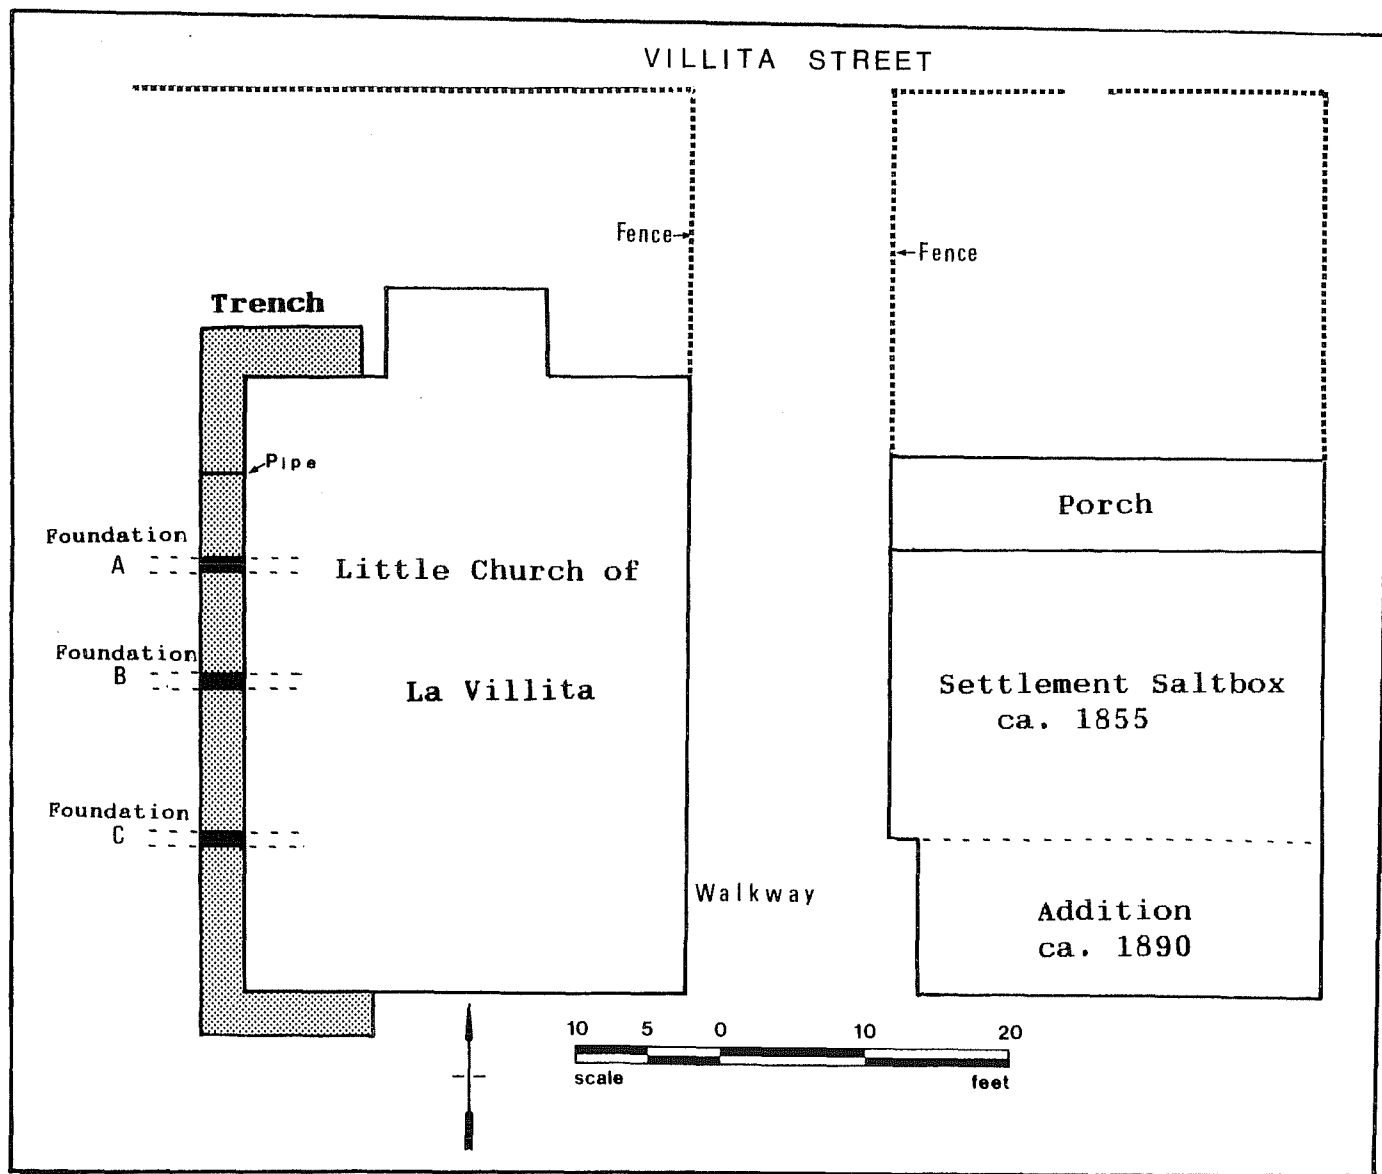 VILLITA STREET
Fence
Fence
Trench
Pipe
Porch
Foundation
A
Little Church of
Foundation
B
La Villita
Settlement Saltbox
ca. 1855
Foundation
C
Walkway
Addition
ca. 1890
10 5 0 10 20
scale feet